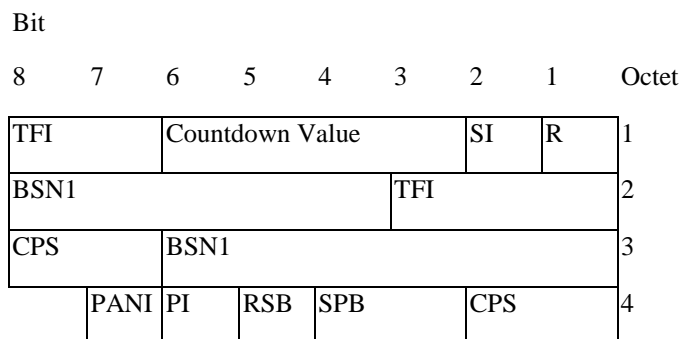 Bit
8 7 6 5 4 3 2 1 Octet
TFI Countdown Value SI R 1
BSN1 TFI 2
CPS BSN1 3
PANI PI RSB SPB CPS 4